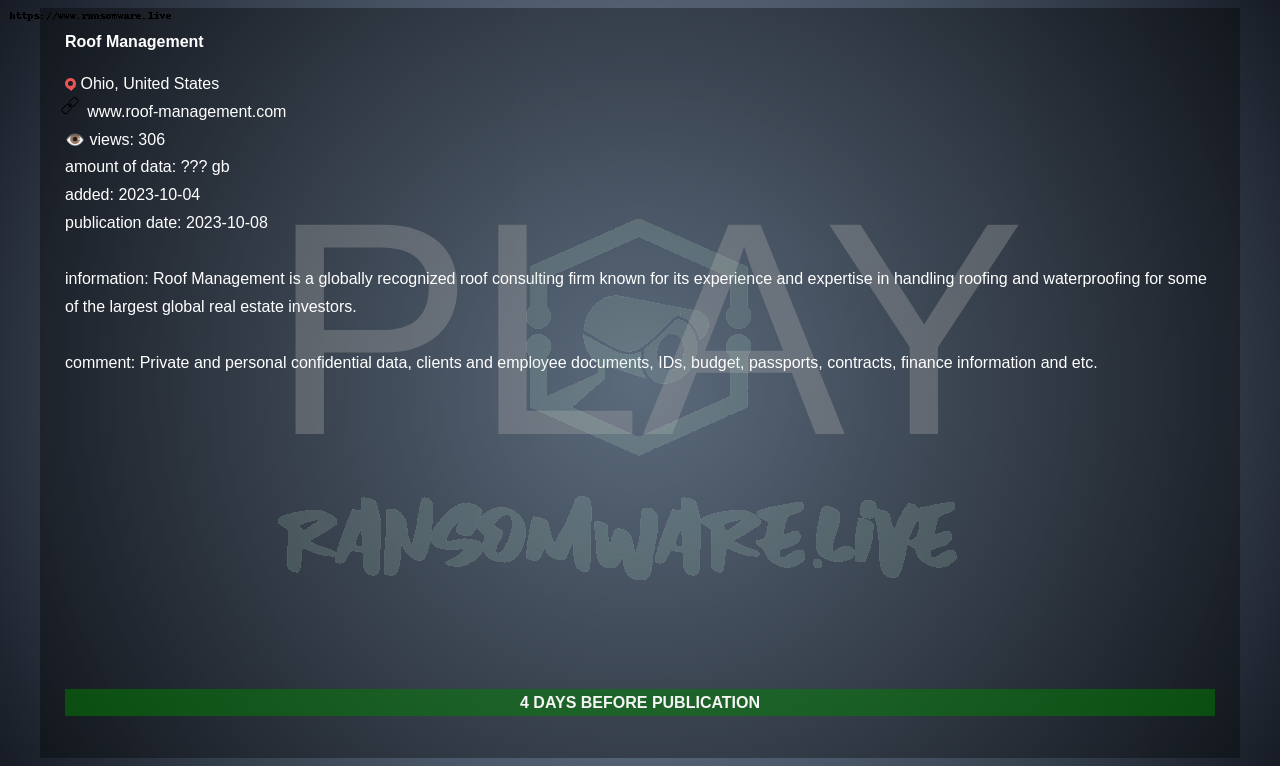 https://www.ransomware.live
Roof Management
Ohio, United States
www.roof-management.com
views: 306
amount of data: ??? gb
added: 2023-10-04
publication date: 2023-10-08
information: Roof Management is a globally recognized roof consulting firm known for its experience and expertise in handling roofing and waterproofing for some
of the largest global real estate investors.
comment: Private and personal confidential data, clients and employee documents, IDs, budget, passports, contracts, finance information and etc.
PLAY
RANSOMWARE.LIVE
4 DAYS BEFORE PUBLICATION